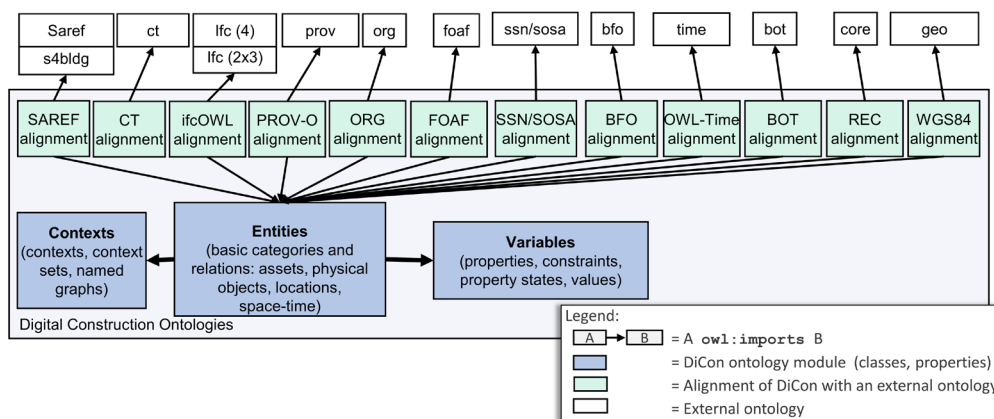 Saref
s4bldg
ct
Ifc (4)
Ifc (2x3)
prov
org
foaf
ssn/sosa
bfo
time
bot
core
geo
SAREF
alignment
CT
alignment
ifcOWL
alignment
PROV-O
alignment
ORG
alignment
FOAF
alignment
SSN/SOSA
alignment
BFO
alignment
OWL-Time
alignment
BOT
alignment
REC
alignment
WGS84
alignment
Contexts
(contexts, context
sets, named
graphs)
Entities
(basic categories and
relations: assets, physical
objects, locations,
space-time)
Variables
(properties, constraints,
property states, values)
Digital Construction Ontologies
Legend:
A B = A owl:imports B
= DiCon ontology module (classes, properties)
= Alignment of DiCon with an external ontology
= External ontology